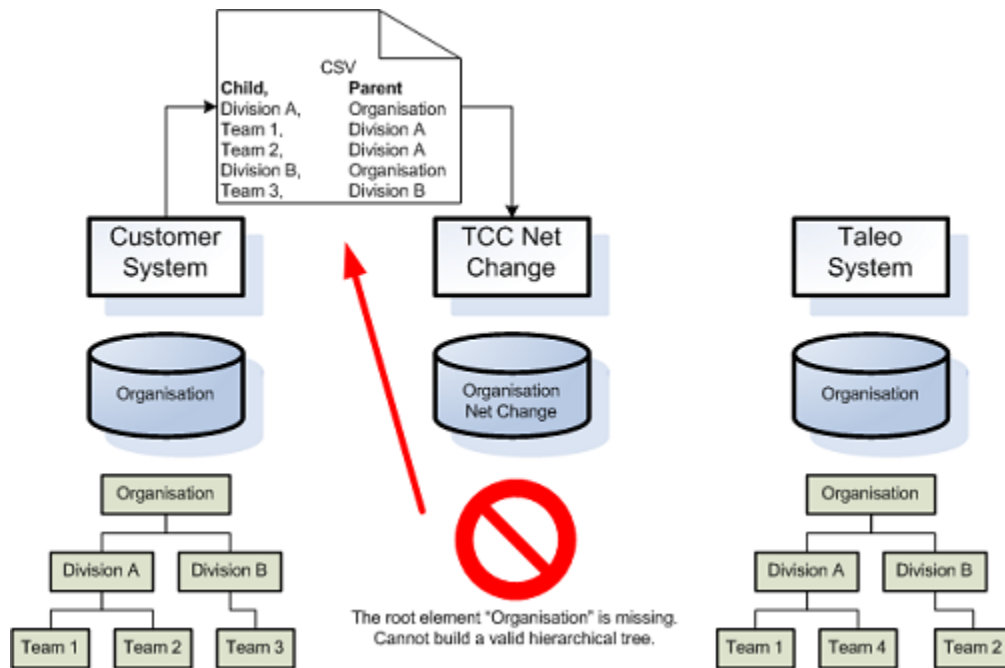 CSV
Child, Parent
Division A, Organisation
Team 1, Division A
Team 2, Division A
Division B, Organisation
Team 3, Division B
Customer
System
TCC Net
Change
Taleo
System
Organisation
Organisation
Net Change
Organisation
Organisation
Division A Division B
Team 1 Team 2 Team 3
The root element “Organisation” is missing.
Cannot build a valid hierarchical tree.
Organisation
Division A Division B
Team 1 Team 4 Team 2